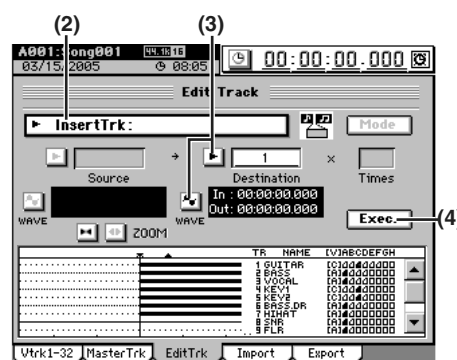 (2) (3)
A001:Song001 44.1K 16
03/15/2005 08:05 00:00:00.000
Edit Track
InsertTrk: Mode
→ 1 ×
Source Destination Times
In : 00:00:00.000
Out: 00:00:00.000
WAVE WAVE Exec. (4)
ZOOM
TR NAME [V]ABCDEFGH
1 GUITAR
2 BASS
3 VOCAL
4 KEY1
5 KEY2
6 BASS.DR
7 HIHAT
8 SNR
9 FLR
Vtrk1-32 MasterTrk EditTrk Import Export